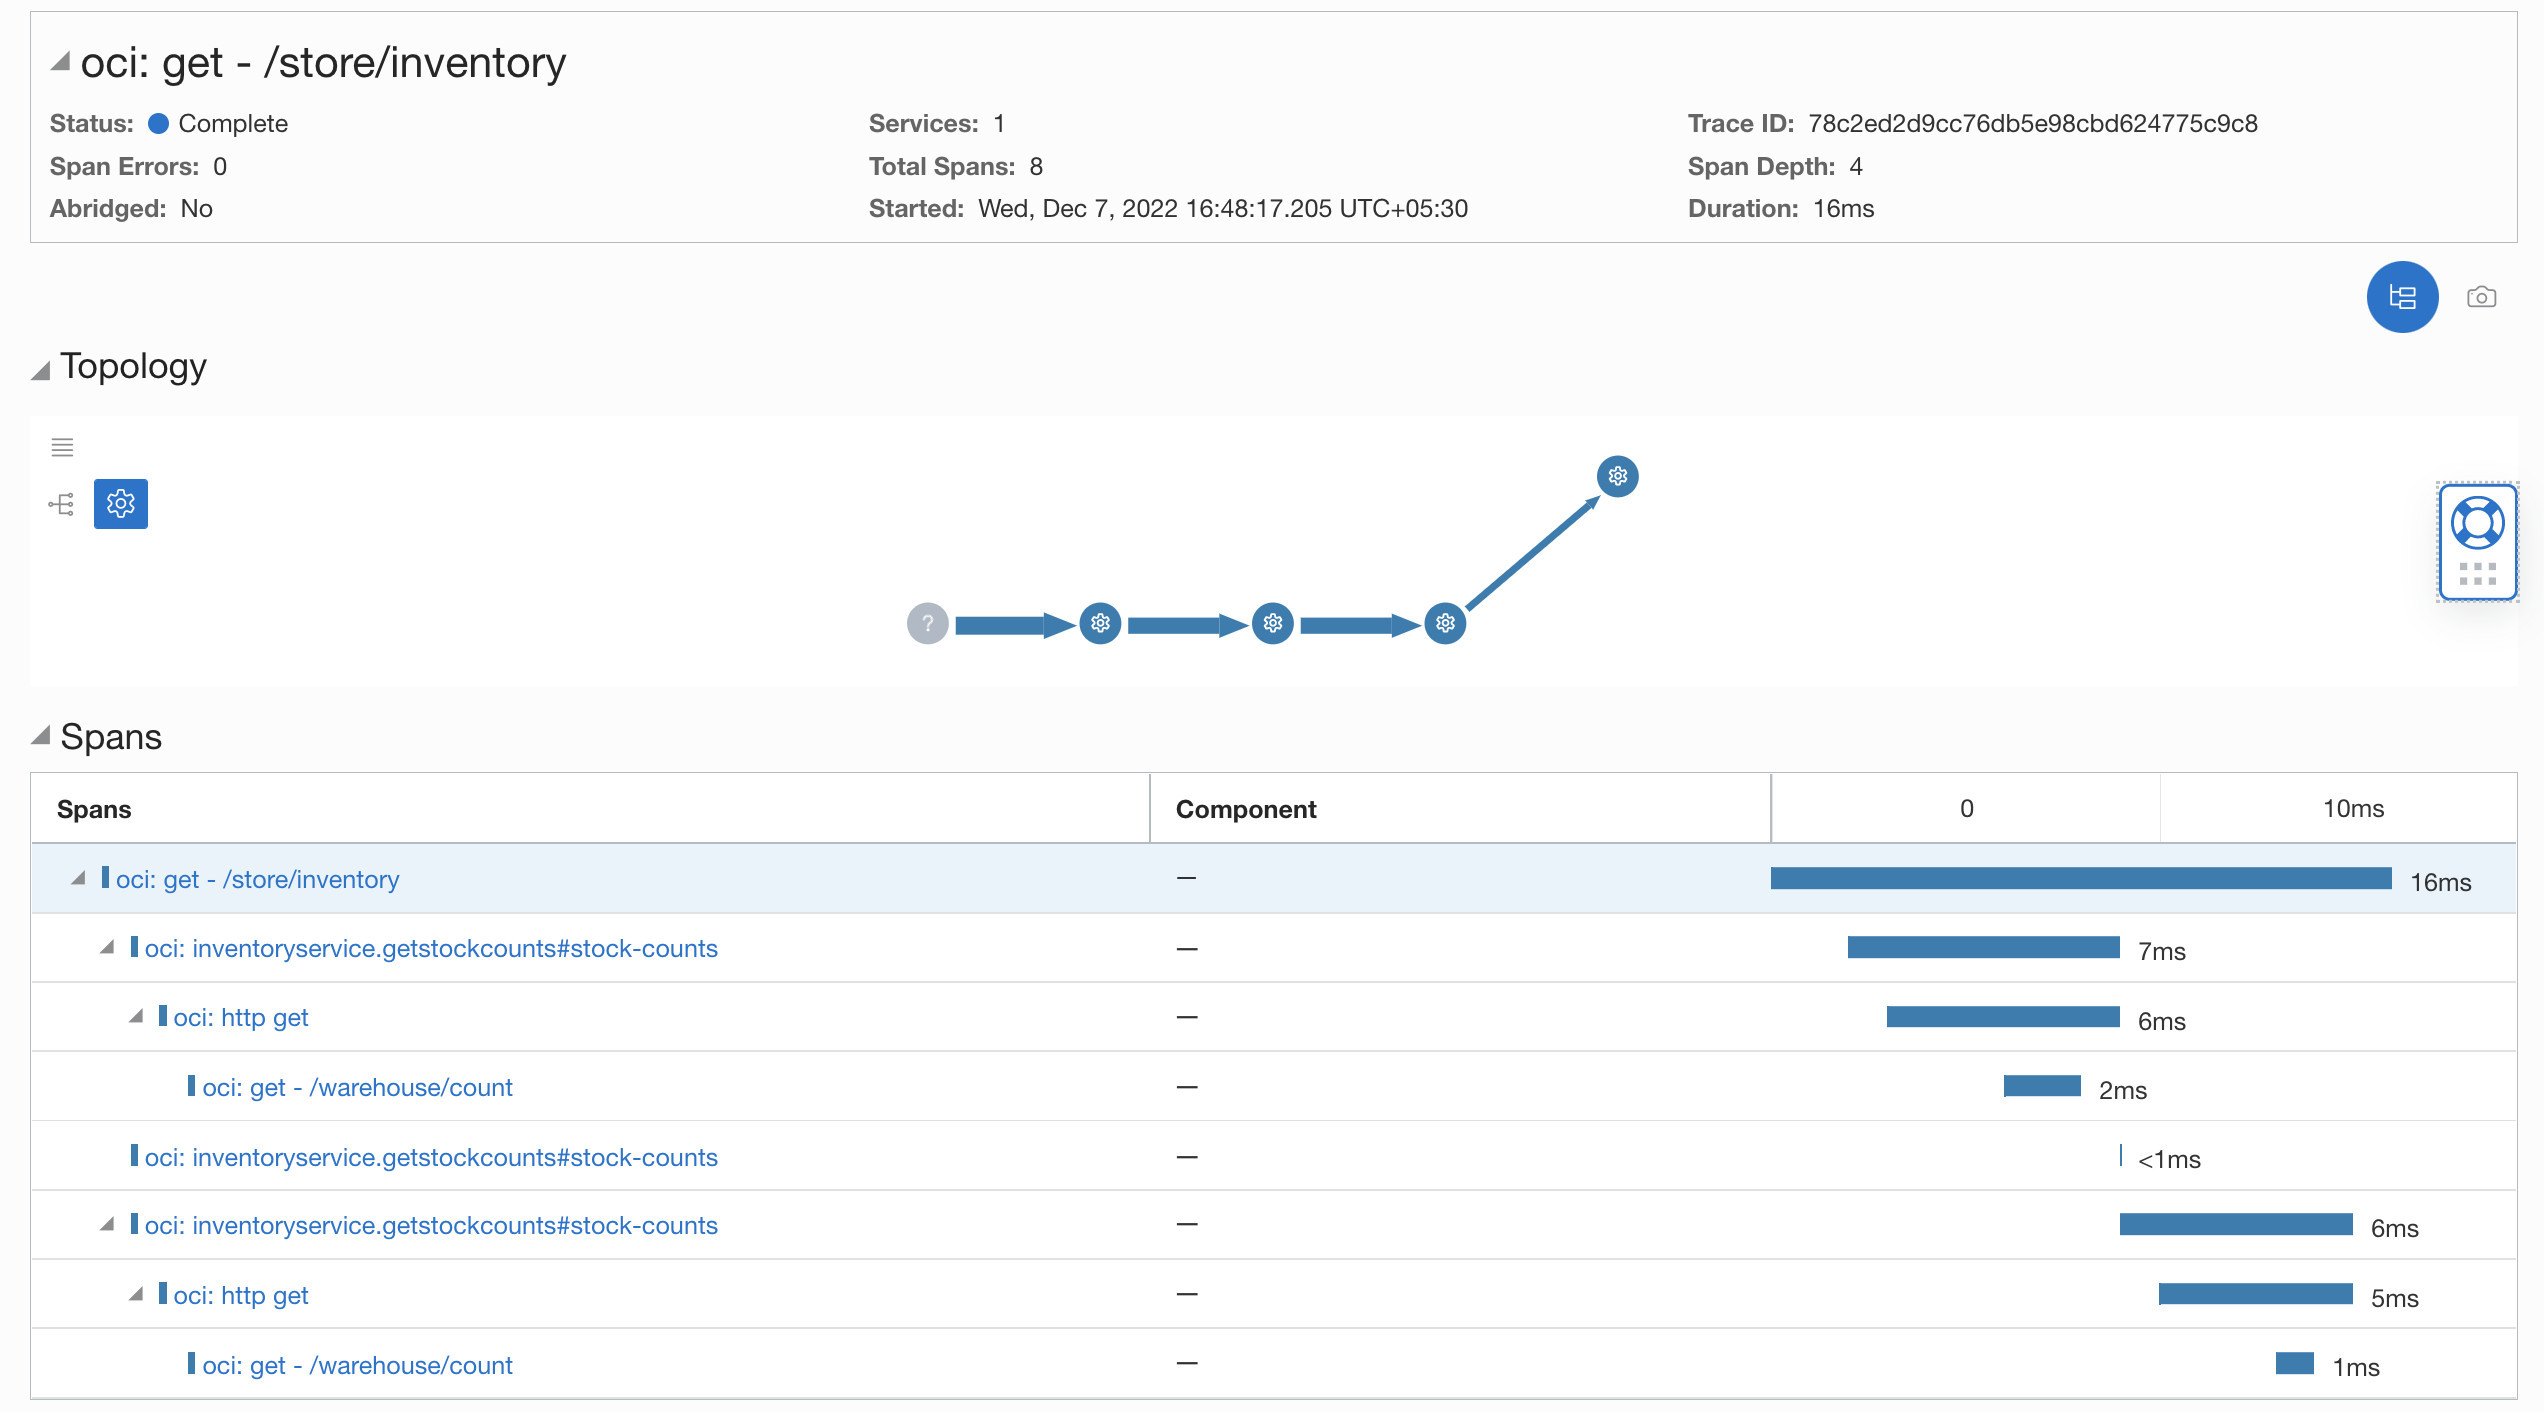 oci: get - /store/inventory
Status: Complete Services: 1 Trace ID: 78c2ed2d9cc76db5e98cbd624775c9c8
Span Errors: 0 Total Spans: 8 Span Depth: 4
Abridged: No Started: Wed, Dec 7, 2022 16:48:17.205 UTC+05:30 Duration: 16ms
Topology
?
Spans
Spans Component 0 10ms
oci: get - /store/inventory — 16ms
oci: inventoryservice.getstockcounts#stock-counts — 7ms
oci: http get — 6ms
oci: get - /warehouse/count — 2ms
oci: inventoryservice.getstockcounts#stock-counts — <1ms
oci: inventoryservice.getstockcounts#stock-counts — 6ms
oci: http get — 5ms
oci: get - /warehouse/count — 1ms